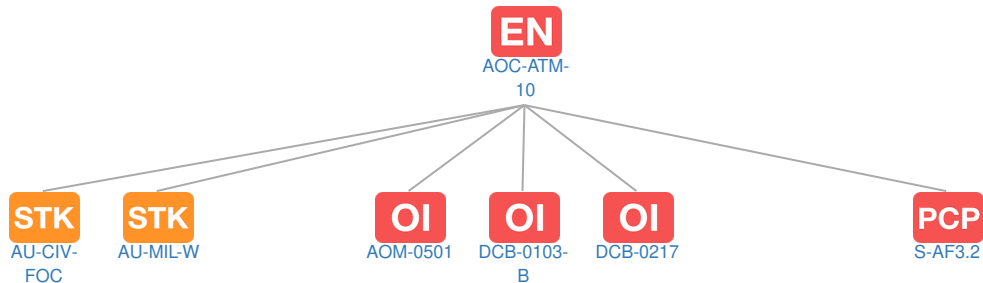 EN
AOC-ATM-
10
STK
STK
OI
OI
OI
PCP
AU-CIV-
FOC
AU-MIL-W
AOM-0501
DCB-0103-
B
DCB-0217
S-AF3.2